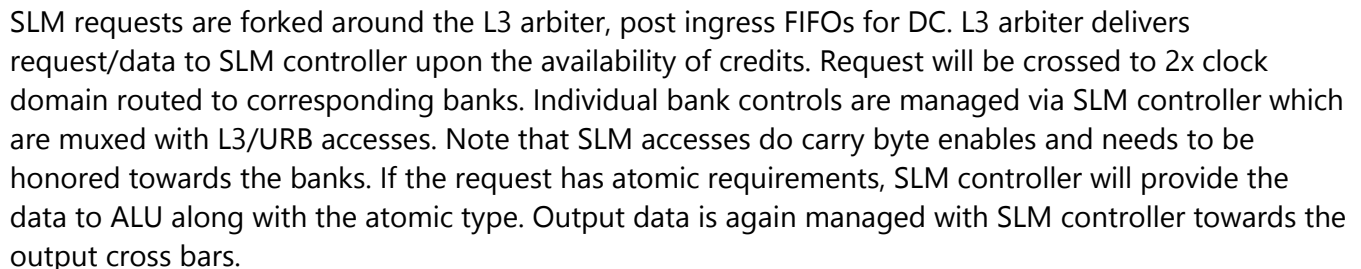 SLM requests are forked around the L3 arbiter, post ingress FIFOs for DC. L3 arbiter delivers
request/data to SLM controller upon the availability of credits. Request will be crossed to 2x clock
domain routed to corresponding banks. Individual bank controls are managed via SLM controller which
are muxed with L3/URB accesses. Note that SLM accesses do carry byte enables and needs to be
honored towards the banks. If the request has atomic requirements, SLM controller will provide the
data to ALU along with the atomic type. Output data is again managed with SLM controller towards the
output cross bars.